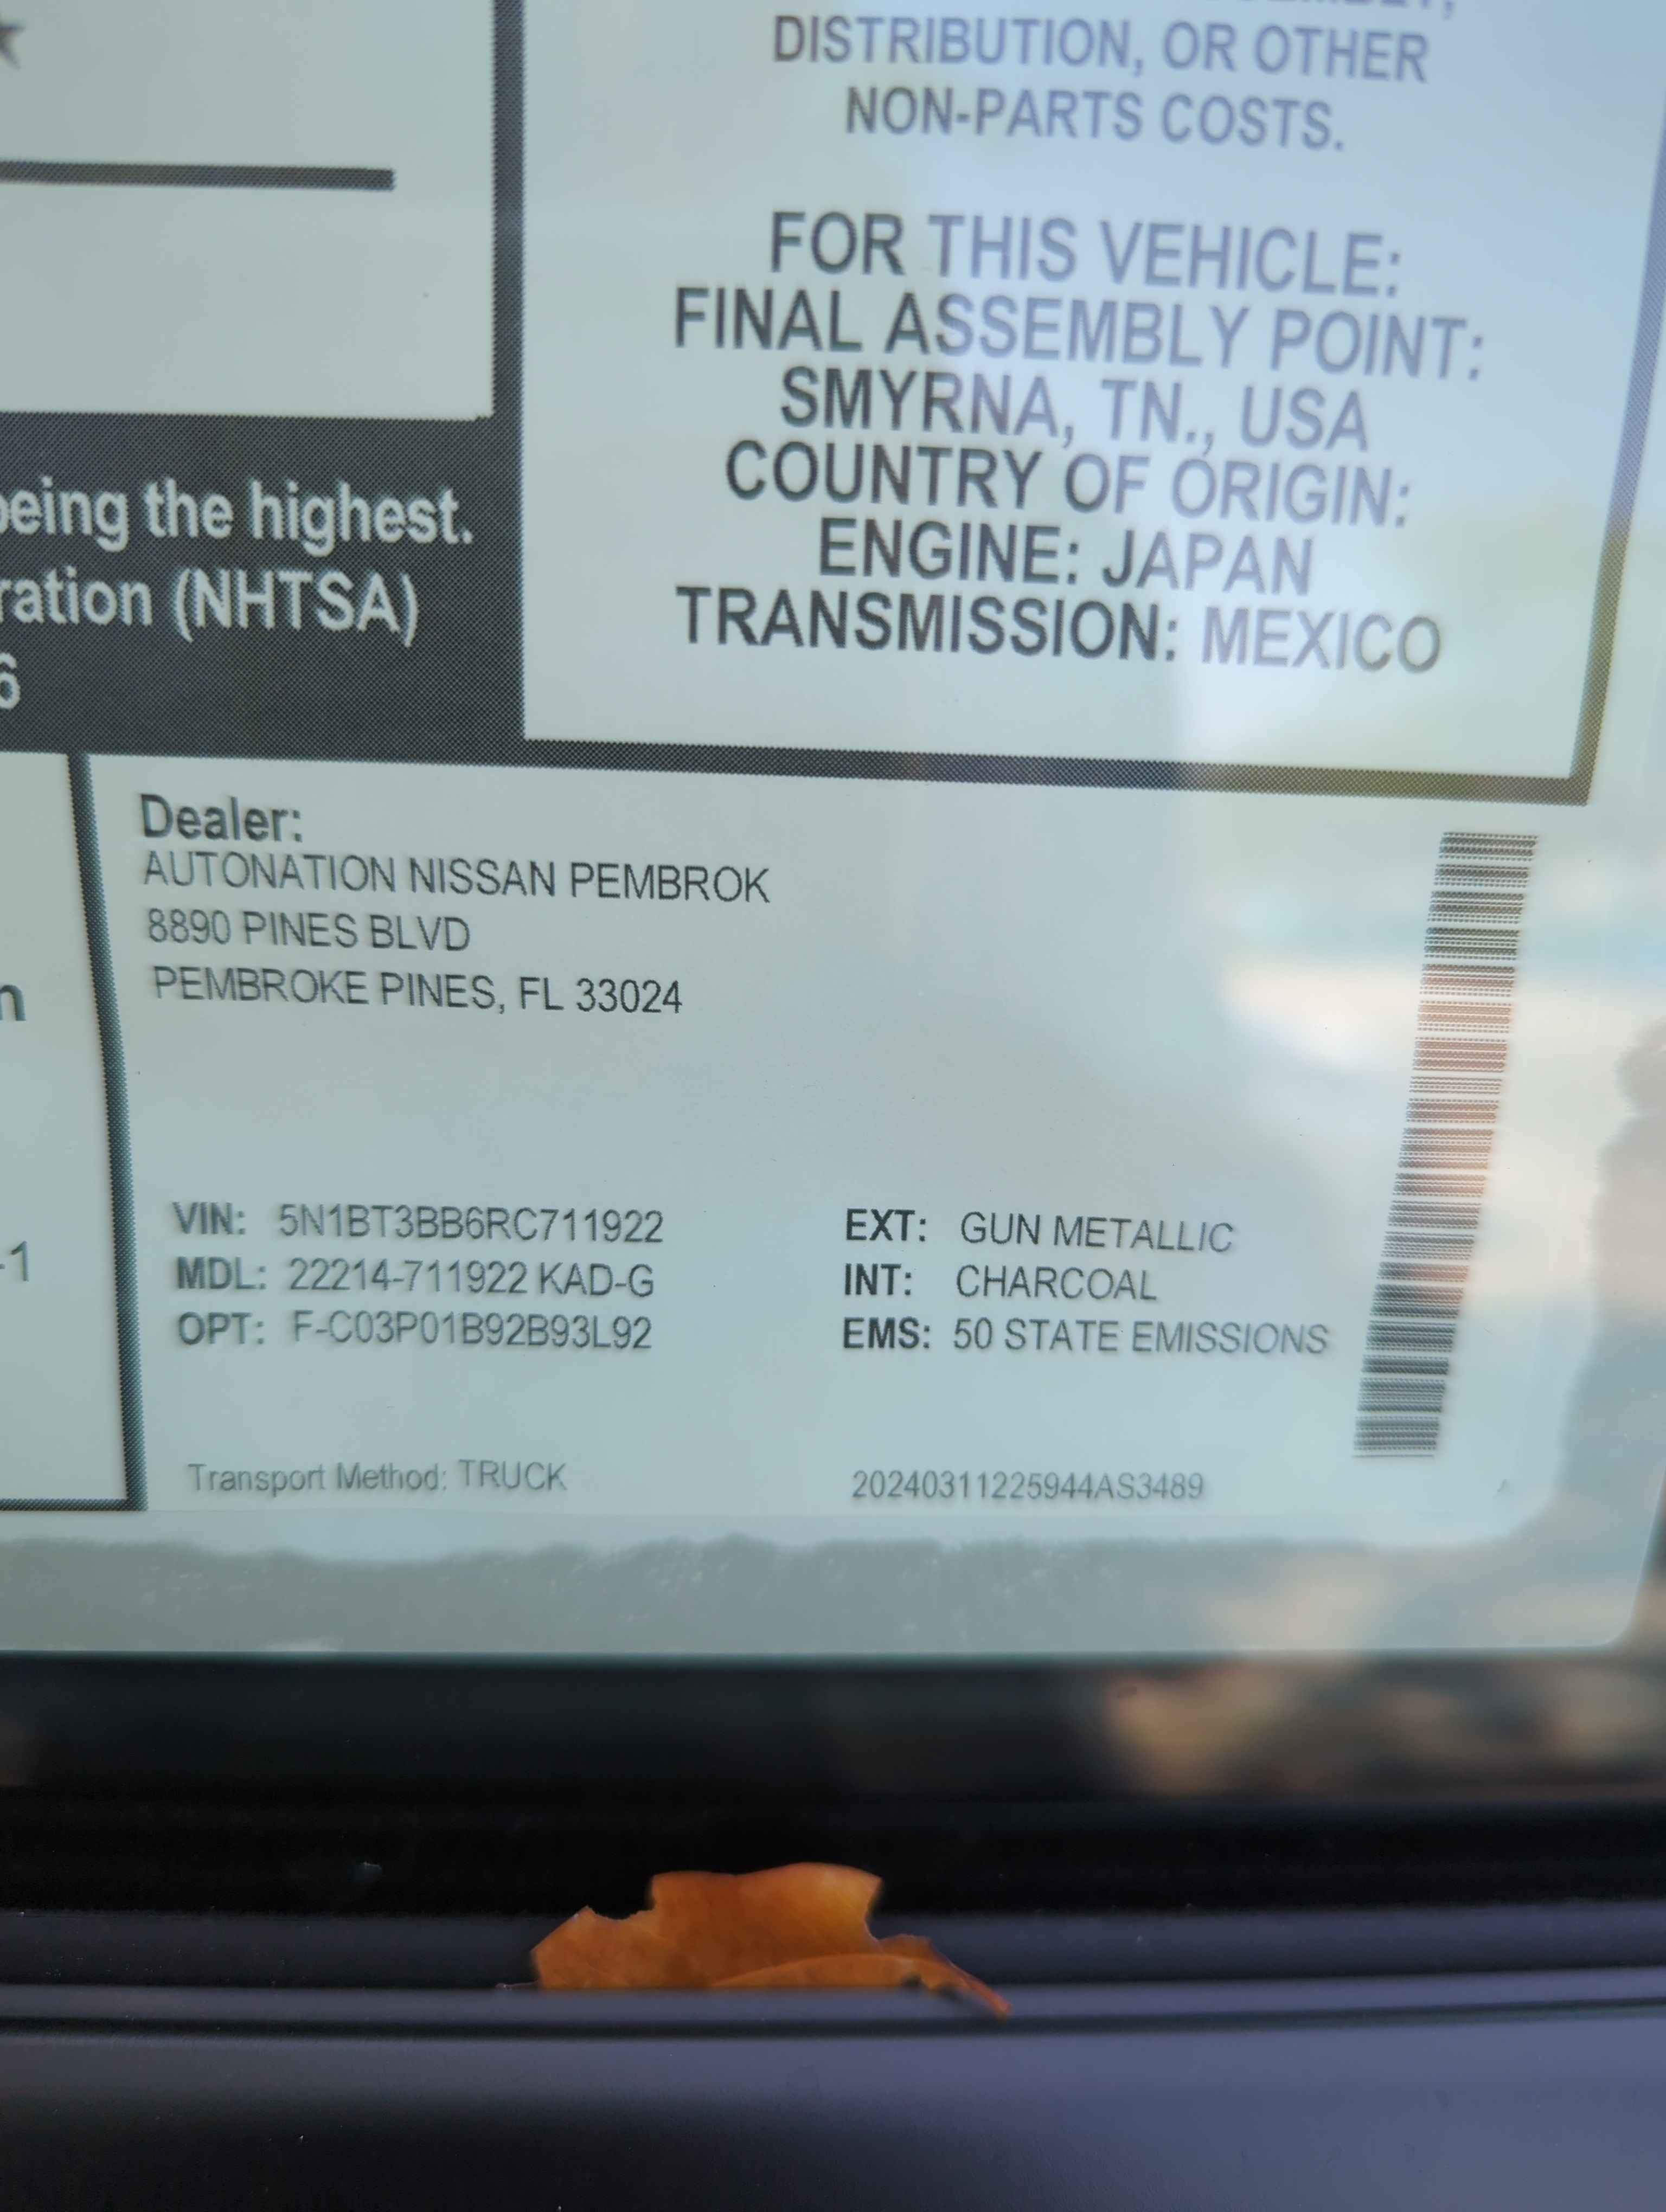 DISTRIBUTION, OR OTHER
NON-PARTS COSTS.
FOR THIS VEHICLE:
FINAL ASSEMBLY POINT:
SMYRNA, TN., USA
COUNTRY OF ORIGIN:
ENGINE: JAPAN
TRANSMISSION: MEXICO
being the highest.
ration (NHTSA)
6
n
-1
Dealer:
AUTONATION NISSAN PEMBROK
8890 PINES BLVD
PEMBROKE PINES, FL 33024
VIN: 5N1BT3BB6RC711922
MDL: 22214-711922 KAD-G
OPT: F-C03P01B92B93L92
EXT: GUN METALLIC
INT: CHARCOAL
EMS: 50 STATE EMISSIONS
Transport Method: TRUCK
20240311225944AS3489